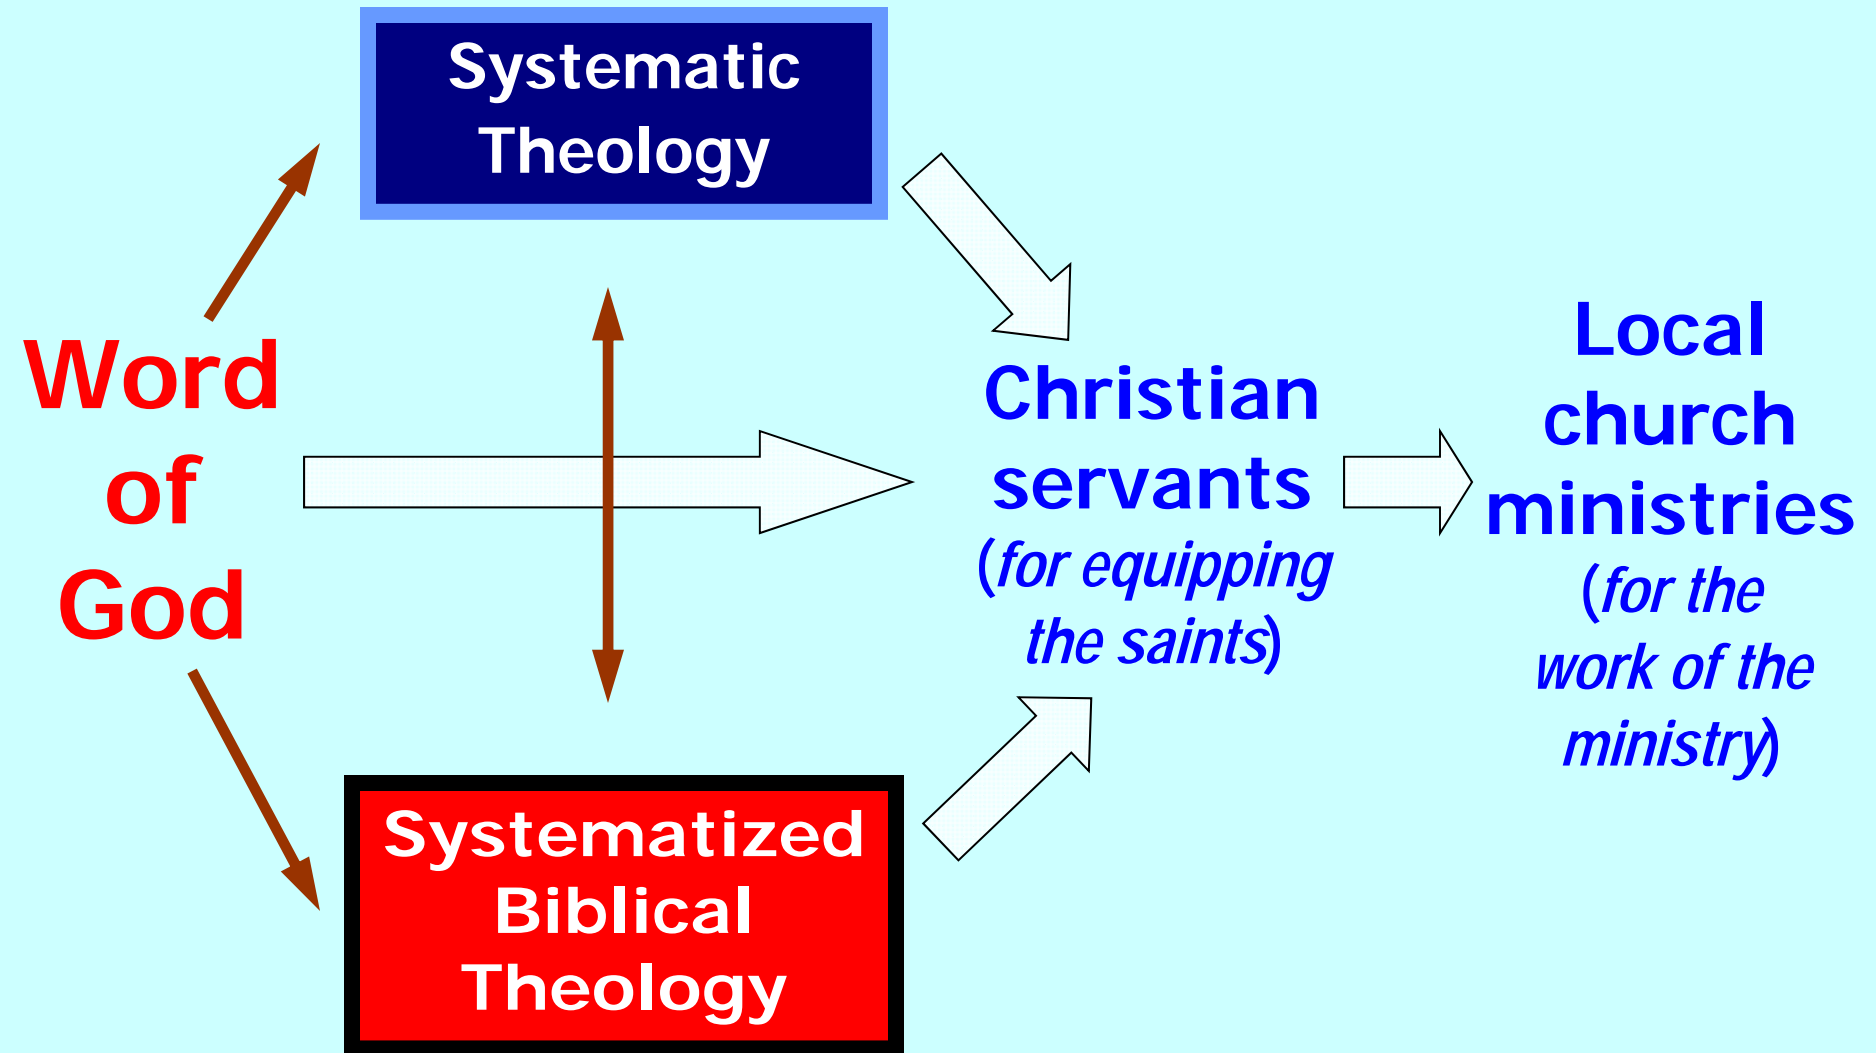 Systematic
Theology
Word
of
God
Christian
servants
(for equipping
the saints)
Local
church
ministries
(for the
work of the
ministry)
Systematized
Biblical
Theology